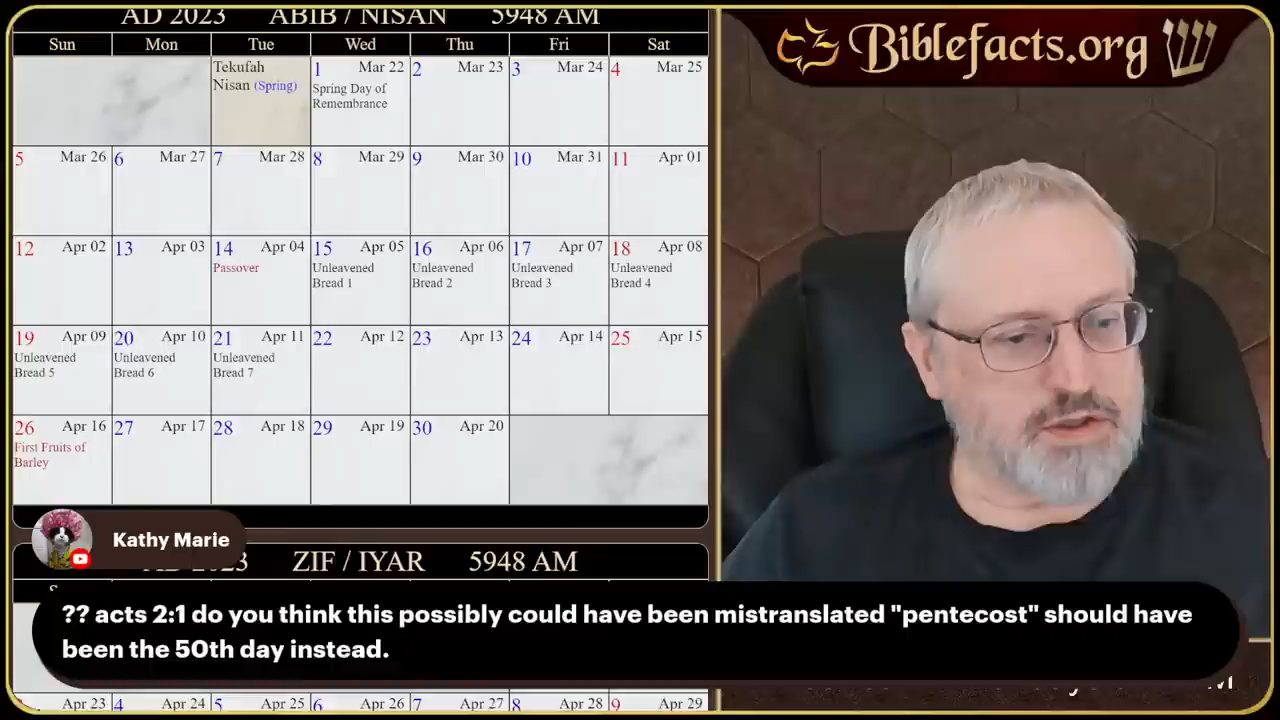 AD 2023 ABIB / NISAN 5948 AM
Sun Mon Tue Wed Thu Fri Sat
Tekufah
Nisan (Spring)
1 Mar 22
Spring Day of
Remembrance
2 Mar 23
3 Mar 24
4 Mar 25
5 Mar 26
6 Mar 27
7 Mar 28
8 Mar 29
9 Mar 30
10 Mar 31
11 Apr 01
12 Apr 02
13 Apr 03
14 Apr 04
Passover
15 Apr 05
Unleavened
Bread 1
16 Apr 06
Unleavened
Bread 2
17 Apr 07
Unleavened
Bread 3
18 Apr 08
Unleavened
Bread 4
19 Apr 09
Unleavened
Bread 5
20 Apr 10
Unleavened
Bread 6
21 Apr 11
Unleavened
Bread 7
22 Apr 12
23 Apr 13
24 Apr 14
25 Apr 15
26 Apr 16
First Fruits of
Barley
27 Apr 17
28 Apr 18
29 Apr 19
30 Apr 20
Biblefacts.org
Kathy Marie
ZIF / IYAR 5948 AM
?? acts 2:1 do you think this possibly could have been mistranslated "pentecost" should have
been the 50th day instead.
Apr 23
4 Apr 24
5 Apr 25
6 Apr 26
7 Apr 27
8 Apr 28
9 Apr 29